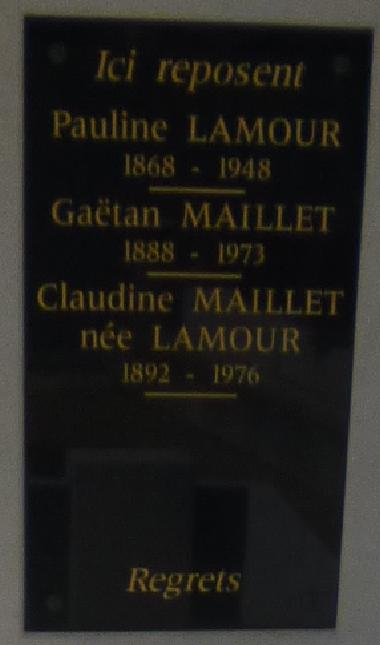 Ici reposent
Pauline LAMOUR
1868 - 1948
Gaëtan MAILLET
1888 - 1973
Claudine MAILLET
née LAMOUR
1892 - 1976
Regrets